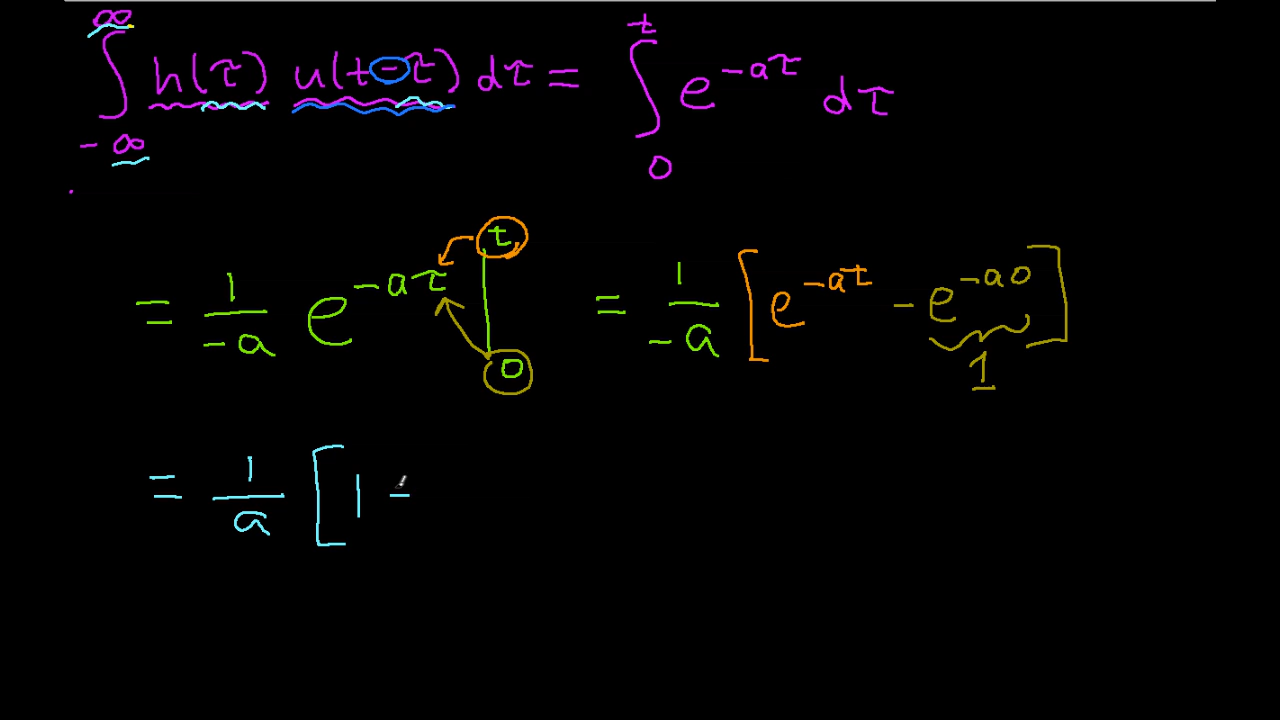 ∫_{-∞}^{∞} h(τ) u(t-τ) dτ = ∫_{0}^{t} e^{-aτ} dτ
= 1/-a e^{-aτ} |_{0}^{t} = 1/-a [e^{-at} - e^{-a0}]
1
= 1/a [1 -